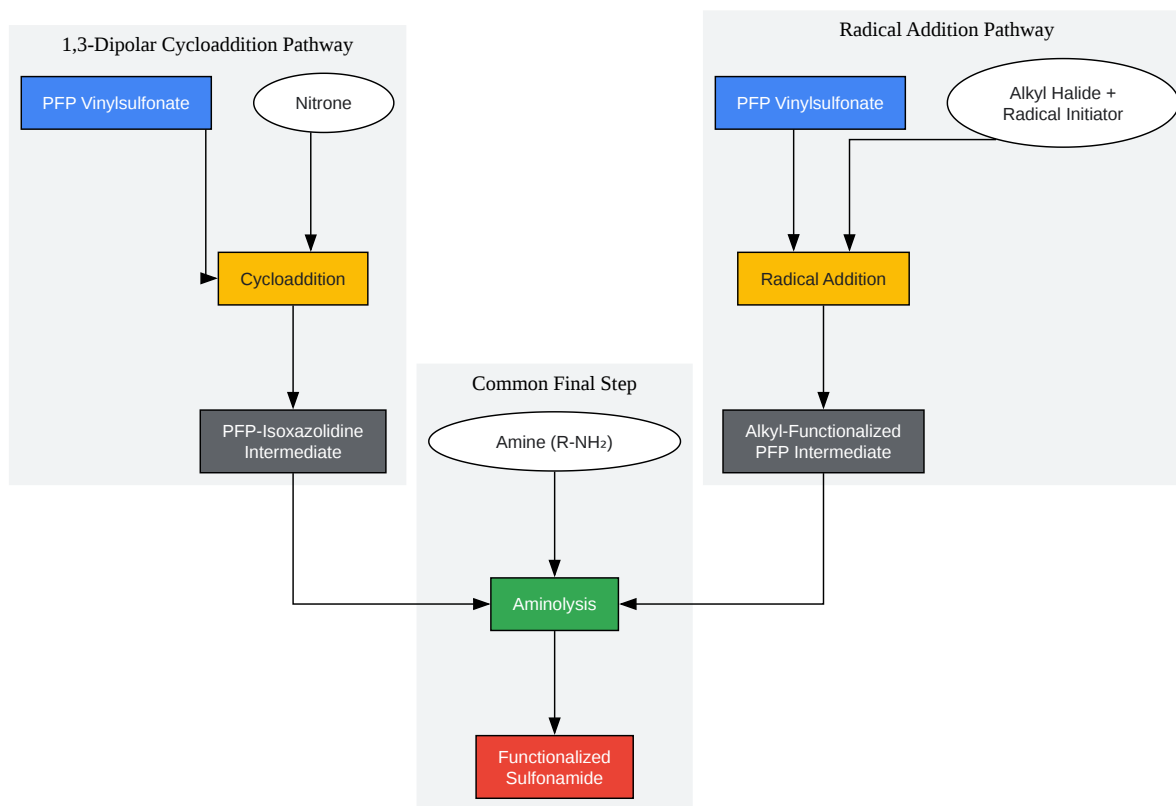 1,3-Dipolar Cycloaddition Pathway
PFP Vinylsulfonate
Nitrone
Cycloaddition
PFP-Isoxazolidine
Intermediate
Radical Addition Pathway
PFP Vinylsulfonate
Alkyl Halide +
Radical Initiator
Radical Addition
Alkyl-Functionalized
PFP Intermediate
Common Final Step
Amine (R-NH₂)
Aminolysis
Functionalized
Sulfonamide